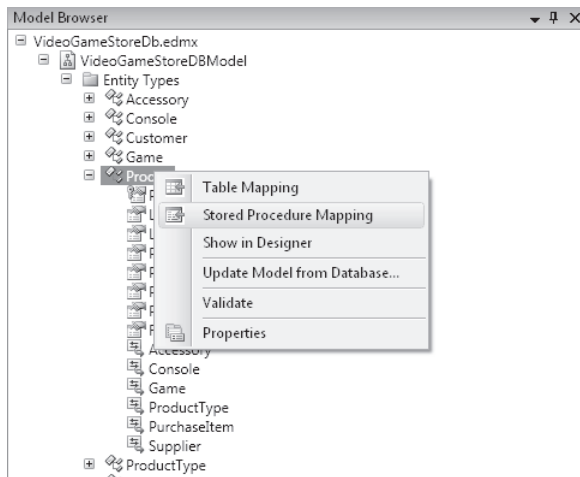 Model Browser
VideoGameStoreDb.edmx
VideoGameStoreDBModel
Entity Types
Accessory
Console
Customer
Game
Table Mapping
Stored Procedure Mapping
Show in Designer
Update Model from Database...
Validate
Properties
Accessory
Console
Game
ProductType
PurchaseItem
Supplier
ProductType